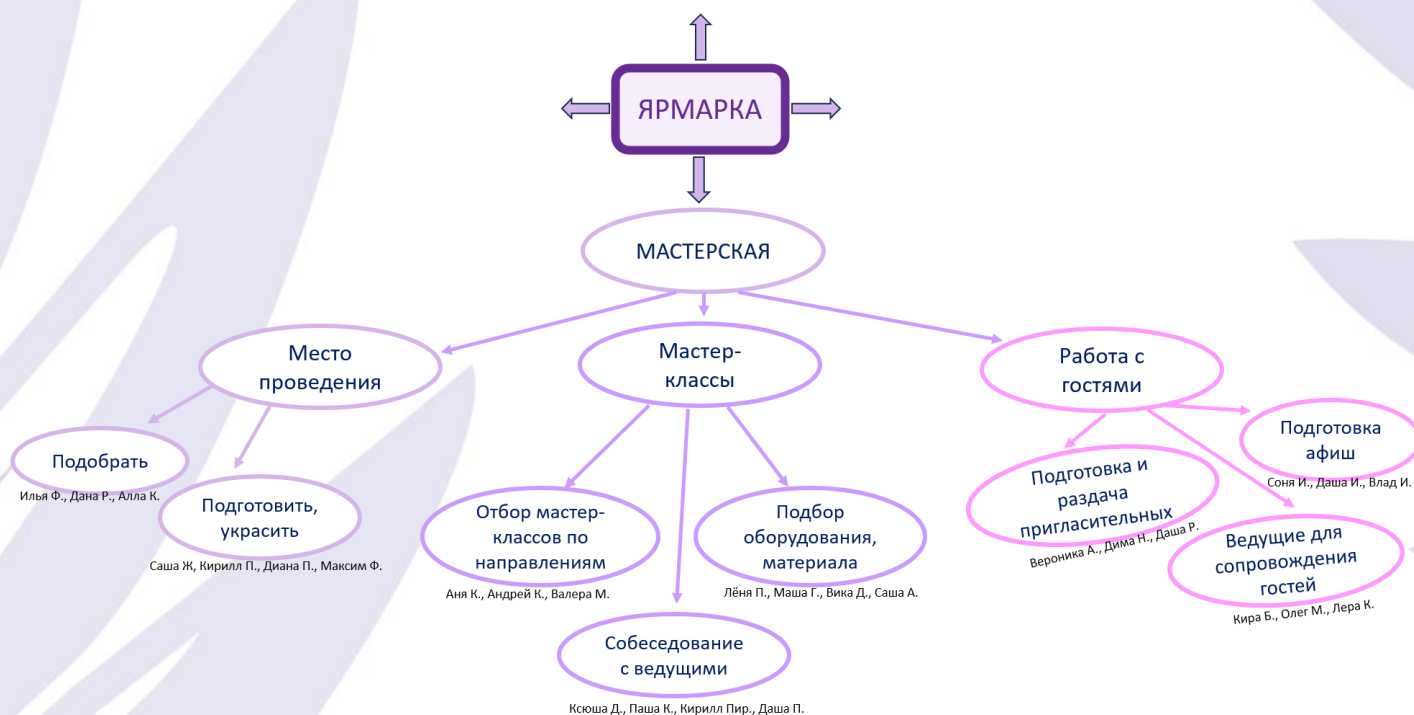 ЯРМАРКА
МАСТЕРСКАЯ
Место
проведения
Мастер-
классы
Работа с
гостями
Подобрать
Илья Ф., Дана Р., Алла К.
Подготовить,
украсить
Саша Ж, Кирилл П., Диана П., Максим Ф.
Отбор мастер-
классов по
направлениям
Аня К., Андрей К., Валера М.
Подбор
оборудования,
материала
Лёня П., Маша Г., Вика Д., Саша А.
Собеседование
с ведущими
Ксюша Д., Паша К., Кирилл Пир., Даша П.
Подготовка и
раздача
пригласительных
Вероника А., Дима Н., Даша Р.
Подготовка
афиш
Соня И., Даша И., Влад И.
Ведущие для
сопровождения
гостей
Кира Б., Олег М., Лера К.